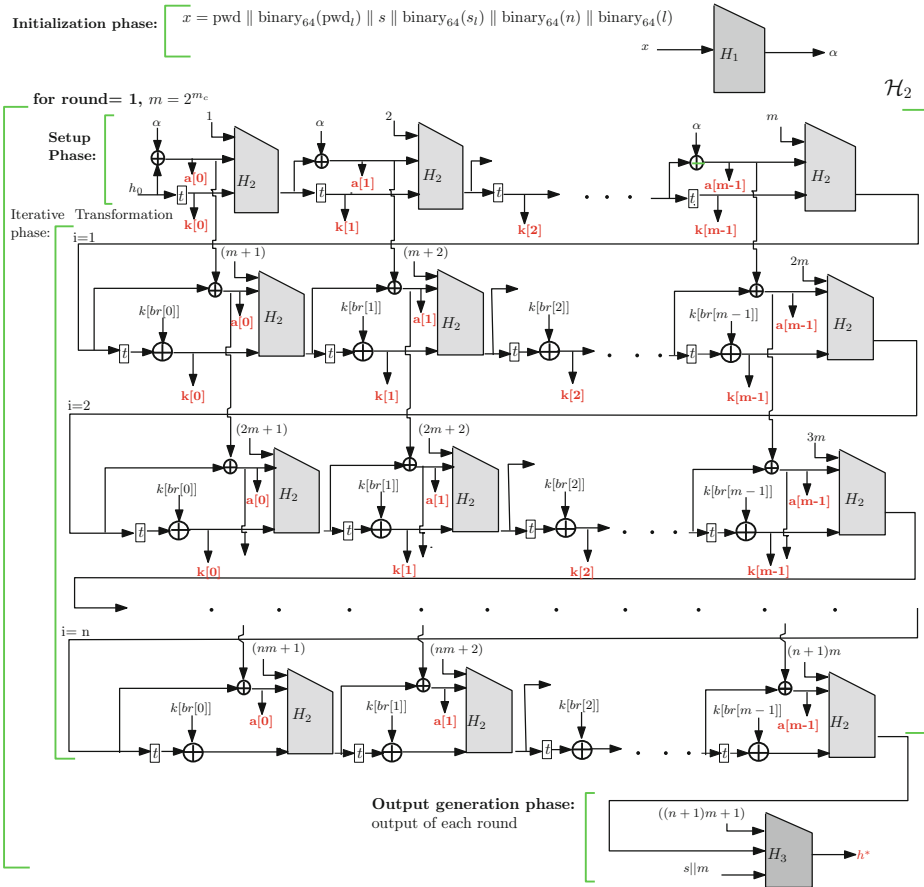 Initialization phase:
x = pwd ‖ binary₆₄(pwdₗ) ‖ s ‖ binary₆₄(sₗ) ‖ binary₆₄(n) ‖ binary₆₄(l)
x H₁ α
for round= 1, m = 2^{m_c}
ℋ₂
Setup Phase:
α 1 α 2 α m
H₂ H₂ H₂
a[0] a[1] a[m-1]
h₀ t t t . . . t
k[0] k[1] k[2] k[m-1]
Iterative Transformation
phase:
i=1
(m+1) (m+2) 2m
k[br[0]] k[br[1]] k[br[2]] k[br[m−1]]
a[0] H₂ a[1] H₂ a[m-1] H₂
t t t . . . . t
k[0] k[1] k[2] k[m-1]
i=2
(2m+1) (2m+2) 3m
k[br[0]] k[br[1]] k[br[2]] k[br[m−1]]
a[0] H₂ a[1] H₂ a[m-1] H₂
t t t . . . . t
k[0] k[1] k[2] k[m-1]
. . . . . . . . . .
i= n
(nm+1) (nm+2) (n+1)m
k[br[0]] k[br[1]] k[br[2]] k[br[m−1]]
a[0] H₂ a[1] H₂ a[m-1] H₂
t t t . . . . t
Output generation phase:
output of each round
((n+1)m+1)
H₃ h*
s||m